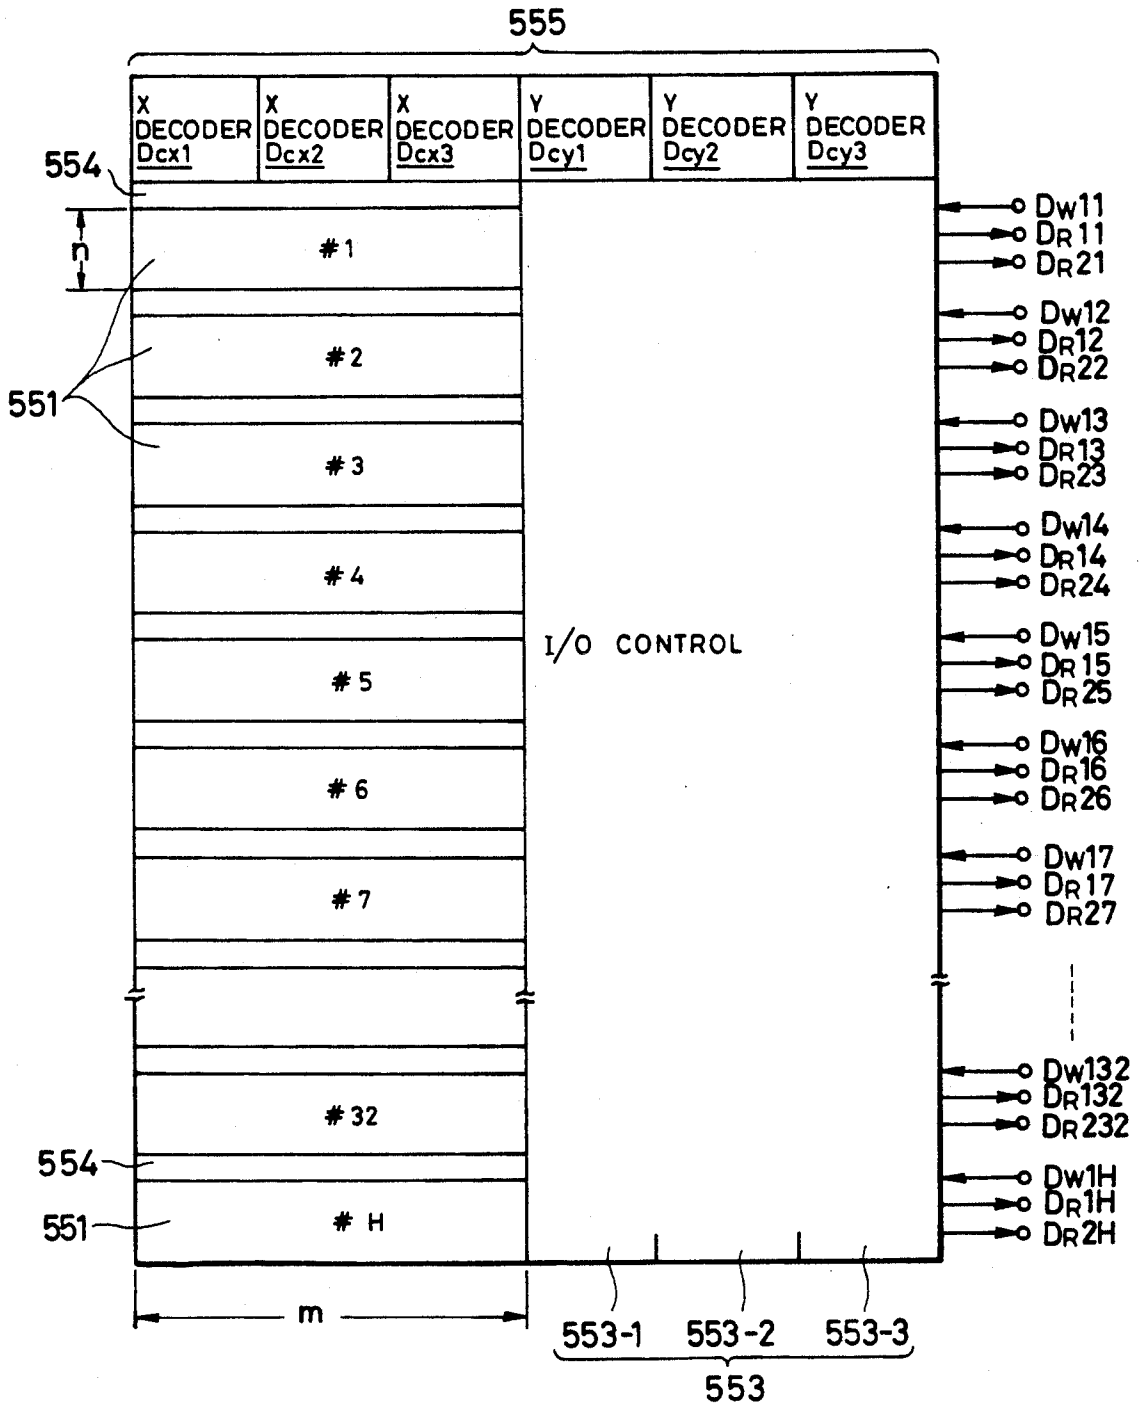 555
X DECODER Dcx1
X DECODER Dcx2
X DECODER Dcx3
Y DECODER Dcy1
Y DECODER Dcy2
Y DECODER Dcy3
554
n
551
#1
#2
#3
#4
#5
#6
#7
#32
# H
554
551
I/O CONTROL
DW11
DR11
DR21
DW12
DR12
DR22
DW13
DR13
DR23
DW14
DR14
DR24
DW15
DR15
DR25
DW16
DR16
DR26
DW17
DR17
DR27
DW132
DR132
DR232
DW1H
DR1H
DR2H
m
553-1
553-2
553-3
553